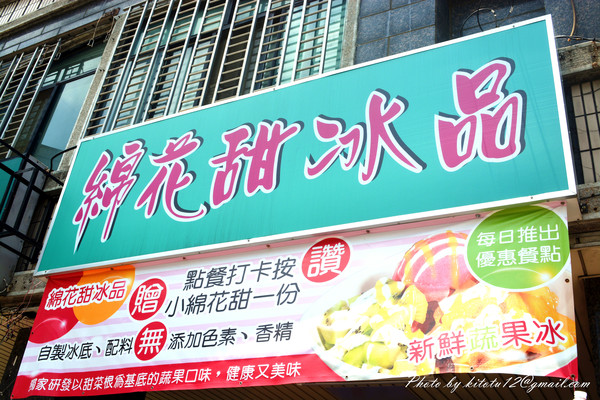 綿花甜冰品
每日推出
優惠餐點
綿花甜冰品
贈
點餐打卡按讚
小綿花甜一份
自製冰底、配料無添加色素、香精
獨家研發以甜菜根為基底的蔬果口味，健康又美味
新鮮蔬果冰
Photo by kitotu12@gmail.com